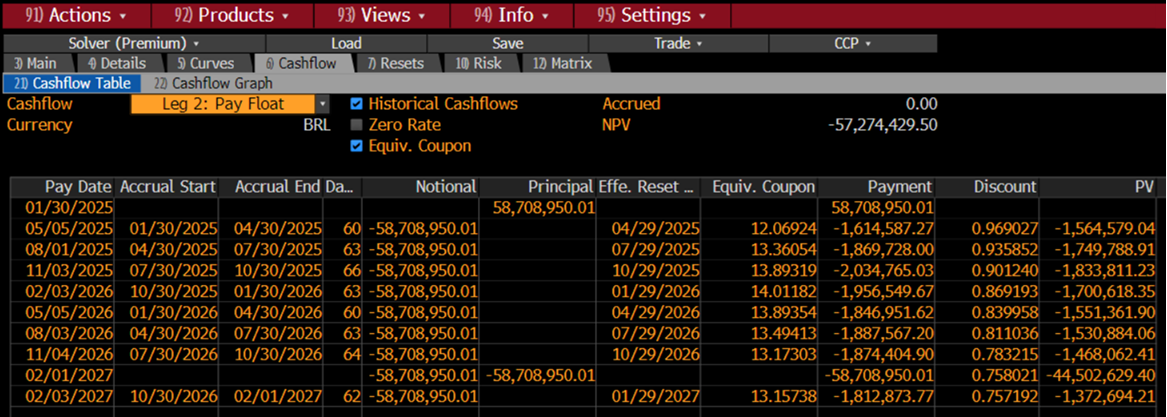 91) Actions 92) Products 93) Views 94) Info 95) Settings
Solver (Premium) Load Save Trade CCP
3) Main 4) Details 5) Curves 6) Cashflow 7) Resets 10) Risk 12) Matrix
21) Cashflow Table 22) Cashflow Graph
Cashflow Leg 2: Pay Float Historical Cashflows Accrued 0.00
Currency BRL Zero Rate NPV -57,274,429.50
Equiv. Coupon
Pay Date Accrual Start Accrual End Da... Notional Principal Effe. Reset ... Equiv. Coupon Payment Discount PV
01/30/2025 58,708,950.01 58,708,950.01
05/05/2025 01/30/2025 04/30/2025 60 -58,708,950.01 04/29/2025 12.06924 -1,614,587.27 0.969027 -1,564,579.04
08/01/2025 04/30/2025 07/30/2025 63 -58,708,950.01 07/29/2025 13.36054 -1,869,728.00 0.935852 -1,749,788.91
11/03/2025 07/30/2025 10/30/2025 66 -58,708,950.01 10/29/2025 13.89319 -2,034,765.03 0.901240 -1,833,811.23
02/03/2026 10/30/2025 01/30/2026 63 -58,708,950.01 01/29/2026 14.01182 -1,956,549.67 0.869193 -1,700,618.35
05/05/2026 01/30/2026 04/30/2026 60 -58,708,950.01 04/29/2026 13.89354 -1,846,951.62 0.839958 -1,551,361.90
08/03/2026 04/30/2026 07/30/2026 63 -58,708,950.01 07/29/2026 13.49413 -1,887,567.20 0.811036 -1,530,884.06
11/04/2026 07/30/2026 10/30/2026 64 -58,708,950.01 10/29/2026 13.17303 -1,874,404.90 0.783215 -1,468,062.41
02/01/2027 -58,708,950.01 -58,708,950.01 -58,708,950.01 0.758021 -44,502,629.40
02/03/2027 10/30/2026 02/01/2027 62 -58,708,950.01 01/29/2027 13.15738 -1,812,873.77 0.757192 -1,372,694.21